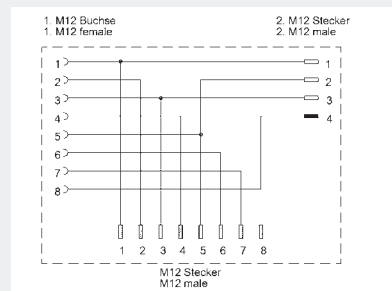 1. M12 Buchse
1. M12 female
2. M12 Stecker
2. M12 male
1
2
3
4
5
6
7
8
1
2
3
4
1 2 3 4 5 6 7 8
M12 Stecker
M12 male